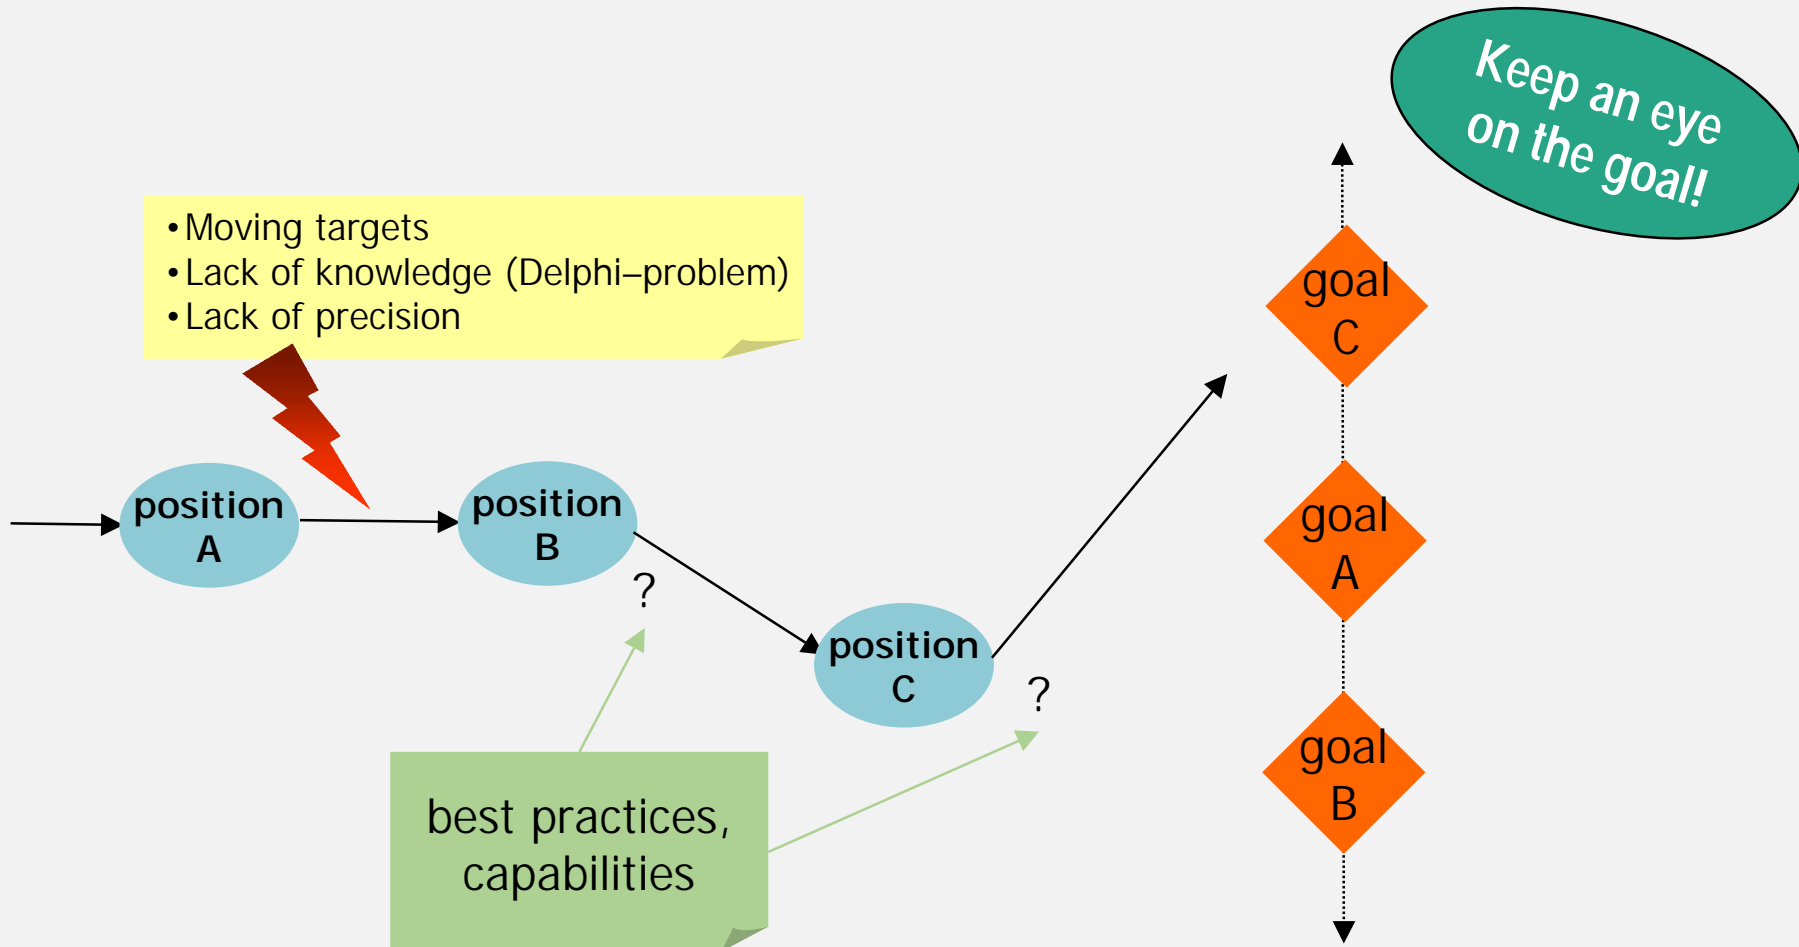 Keep an eye
on the goal!
• Moving targets
• Lack of knowledge (Delphi–problem)
• Lack of precision
goal
C
position
A
position
B
goal
A
?
position
C
?
goal
B
best practices,
capabilities